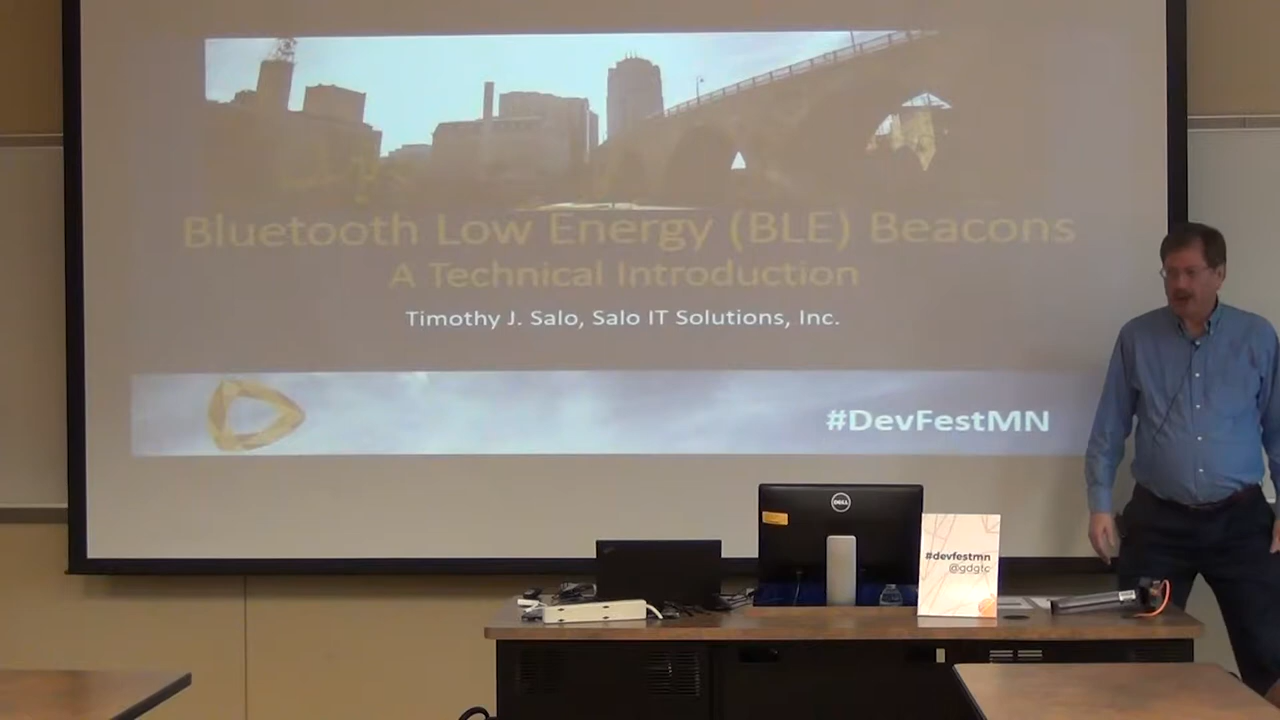 Bluetooth Low Energy (BLE) Beacons
A Technical Introduction
Timothy J. Salo, Salo IT Solutions, Inc.
#DevFestMN
DELL
#devfestmn
@gdgtc